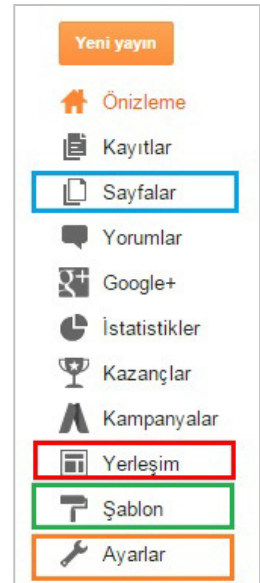 Yeni yayın
Önizleme
Kayıtlar
Sayfalar
Yorumlar
Google+
İstatistikler
Kazançlar
Kampanyalar
Yerleşim
Şablon
Ayarlar